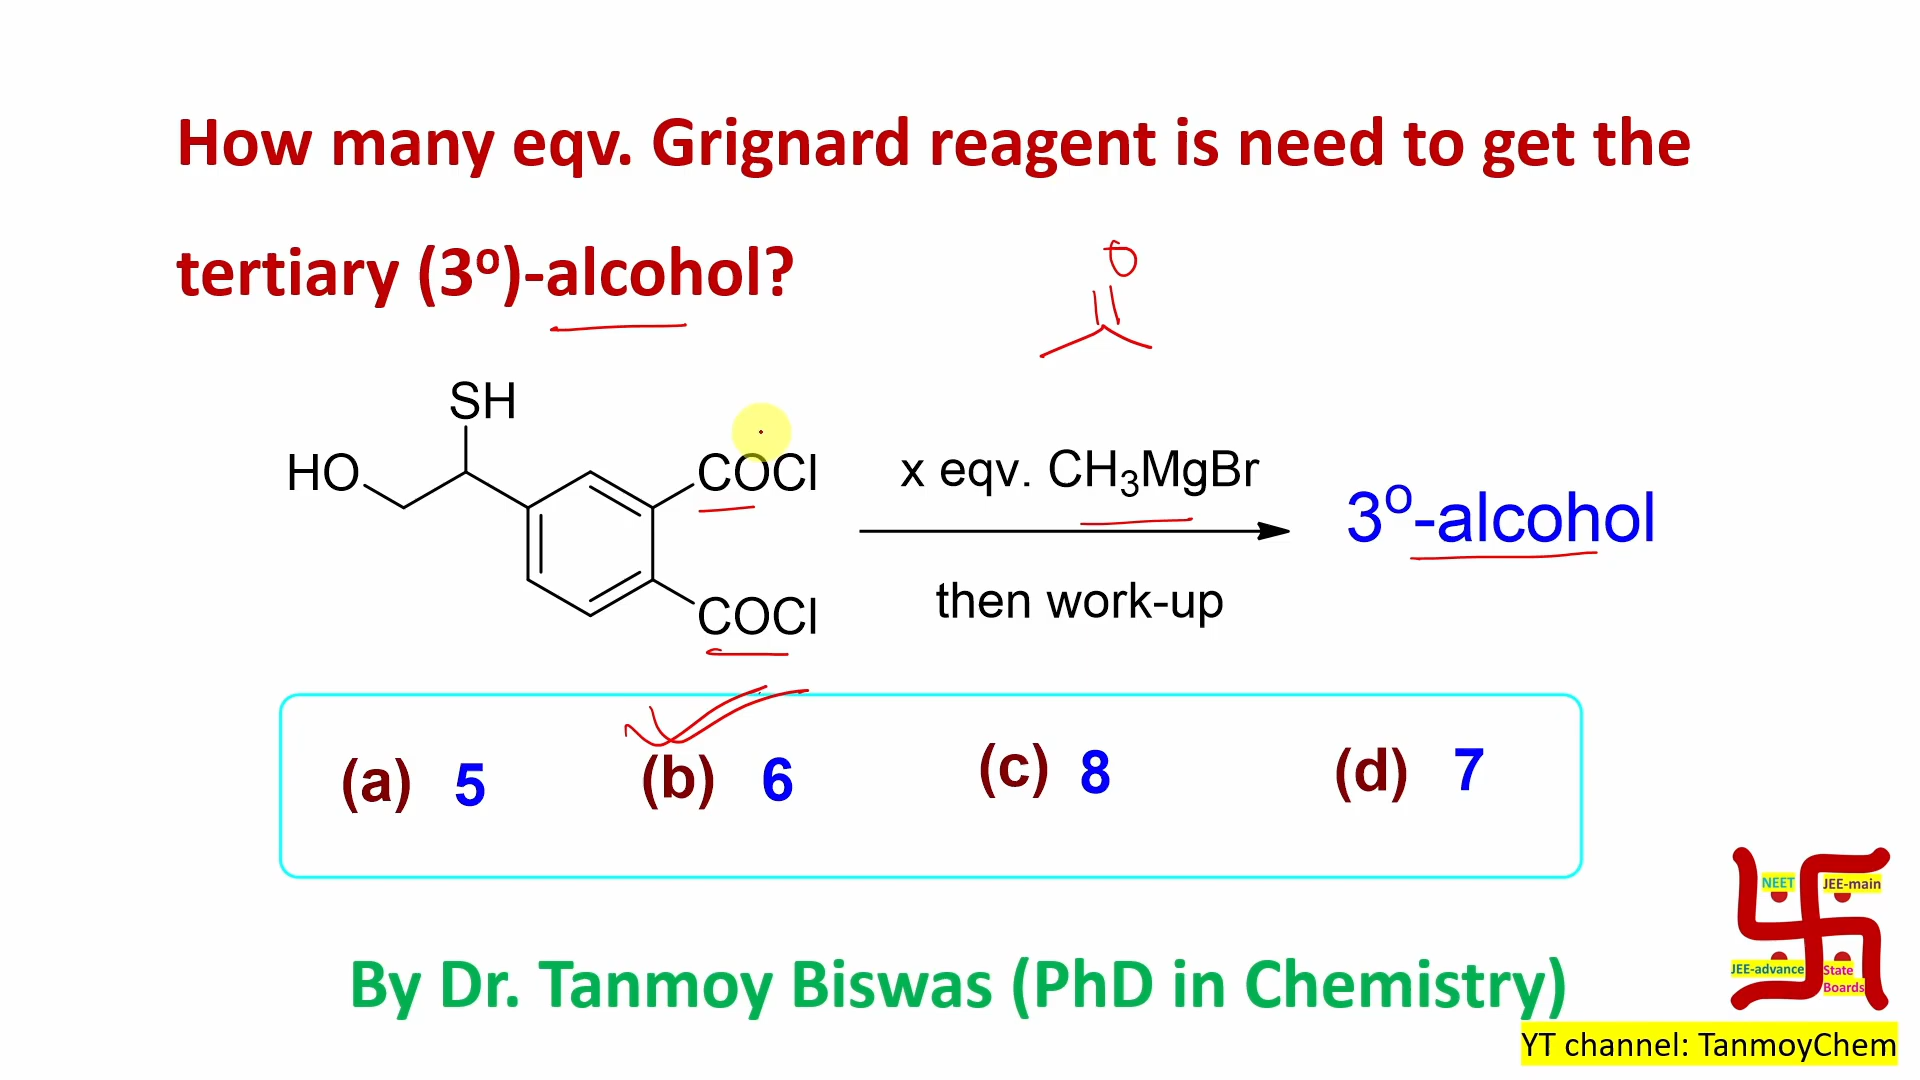 How many eqv. Grignard reagent is need to get the
tertiary (3º)-alcohol?
O
SH
HO
COCl
COCl
x eqv. CH₃MgBr
then work-up
3º-alcohol
(a) 5 (b) 6 (c) 8 (d) 7
NEET JEE-main
JEE-advance State
Boards
By Dr. Tanmoy Biswas (PhD in Chemistry)
YT channel: TanmoyChem